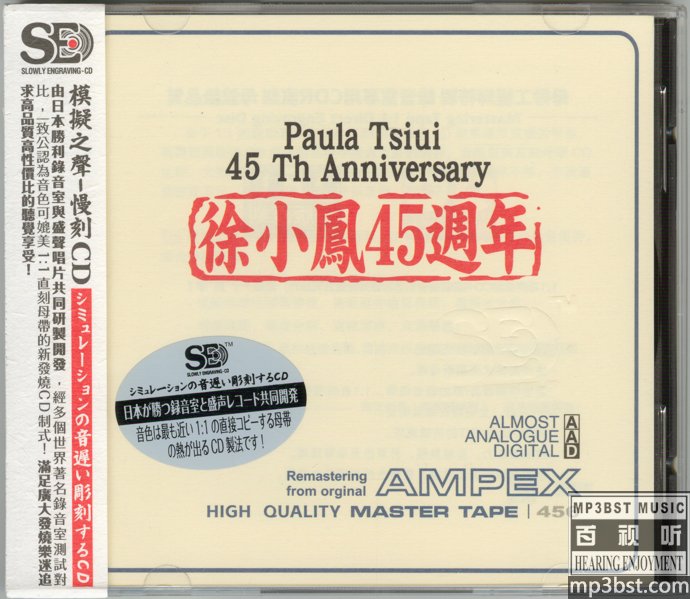 SE
SLOWLY ENGRAVING-CD
模擬之聲-慢刻CD
シミュレーションの音遅い彫刻するCD
由日本勝利錄音室與盛聲唱片共同研製開發，經多個世界著名錄音室測試對
比，一致公認為音色可媲美1:1直刻母帶的新發燒CD制式！滿足廣大發燒樂迷追
求高品質高性價比的聽覺享受！
Paula Tsiui
45 Th Anniversary
徐小鳳45週年
SE™
SLOWLY ENGRAVING-CD
シミュレーションの音遅い彫刻するCD
日本が勝つ録音室と盛声レコード共同開発
音色は最も近い1:1の直接コピーする母帯
の熱が出るCD製法です！
ALMOST
ANALOGUE
DIGITAL
AAD
Remastering
from orginal
AMPEX
HIGH QUALITY MASTER TAPE | 456
MP3BST MUSIC
百视听
HEARING ENJOYMENT
mp3bst.com